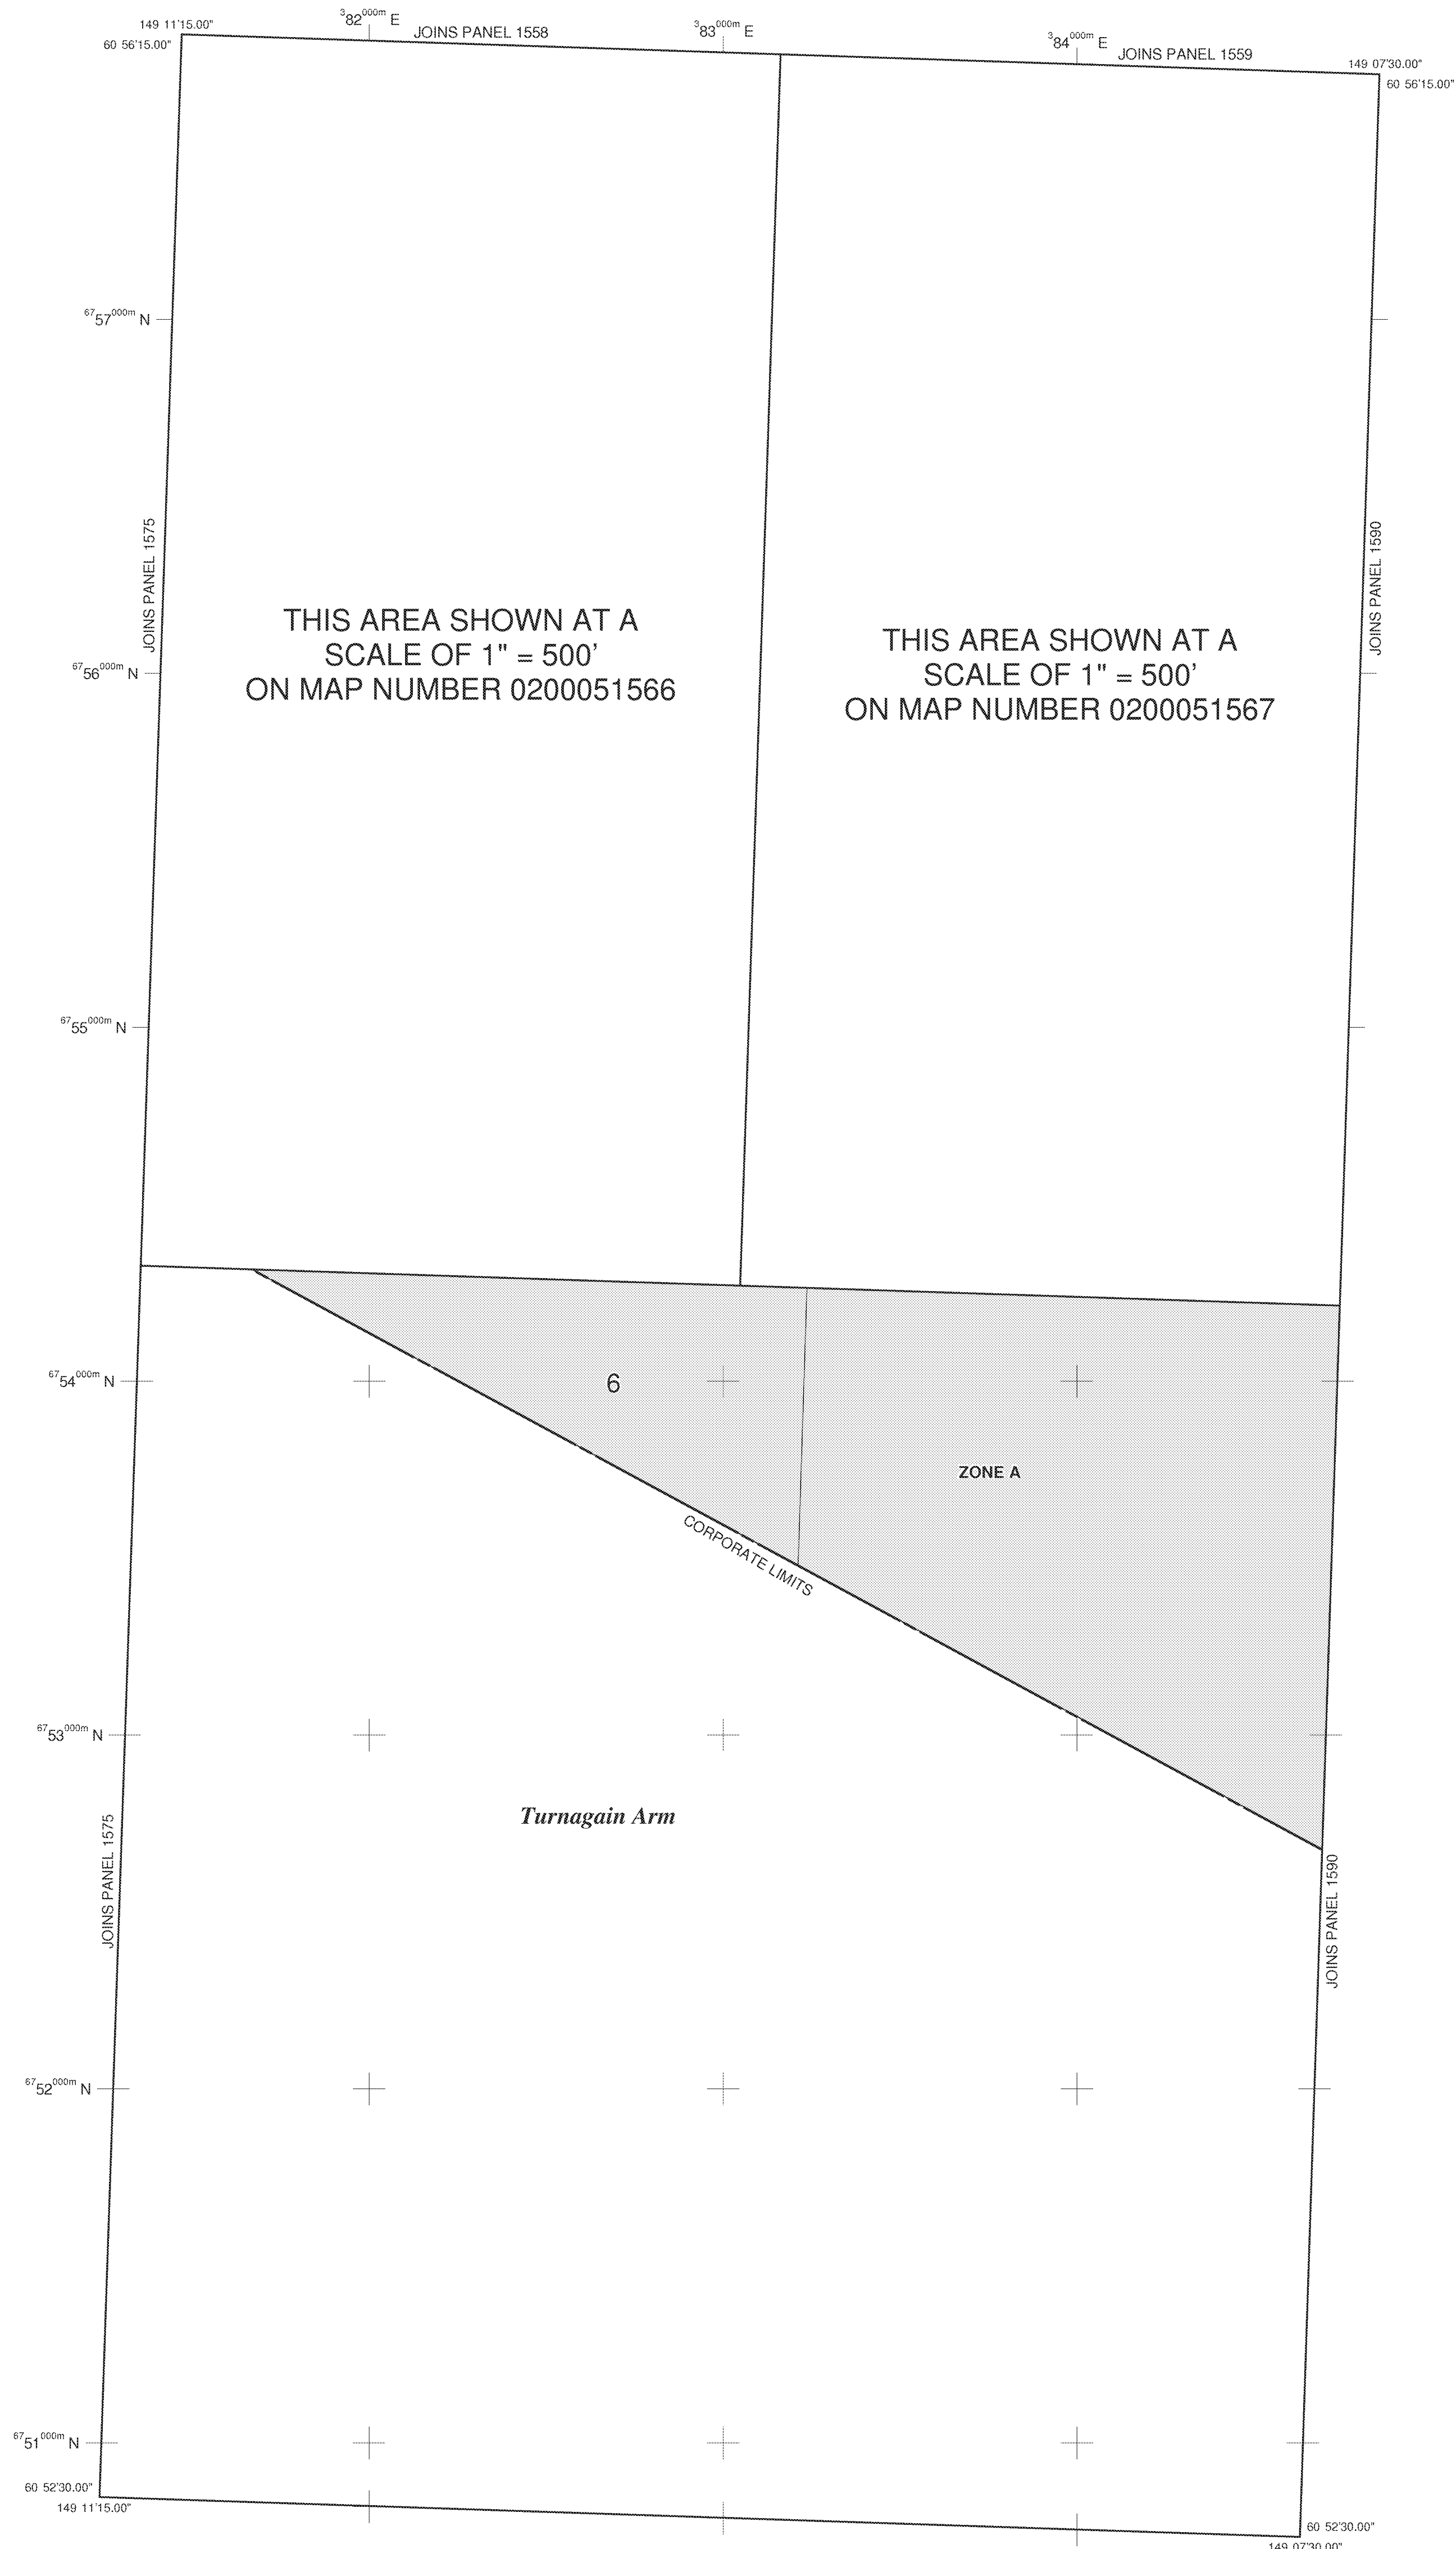 149 11'15.00"
382000m E
JOINS PANEL 1558
383000m E
384000m E
JOINS PANEL 1559
149 07'30.00"
60 56'15.00"
60 56'15.00"
6757000m N
JOINS PANEL 1575
JOINS PANEL 1590
THIS AREA SHOWN AT A
SCALE OF 1" = 500'
ON MAP NUMBER 0200051566
THIS AREA SHOWN AT A
SCALE OF 1" = 500'
ON MAP NUMBER 0200051567
6756000m N
6755000m N
6754000m N
6
ZONE A
CORPORATE LIMITS
6753000m N
Turnagain Arm
JOINS PANEL 1575
JOINS PANEL 1590
6752000m N
6751000m N
60 52'30.00"
149 11'15.00"
60 52'30.00"
149 07'30.00"